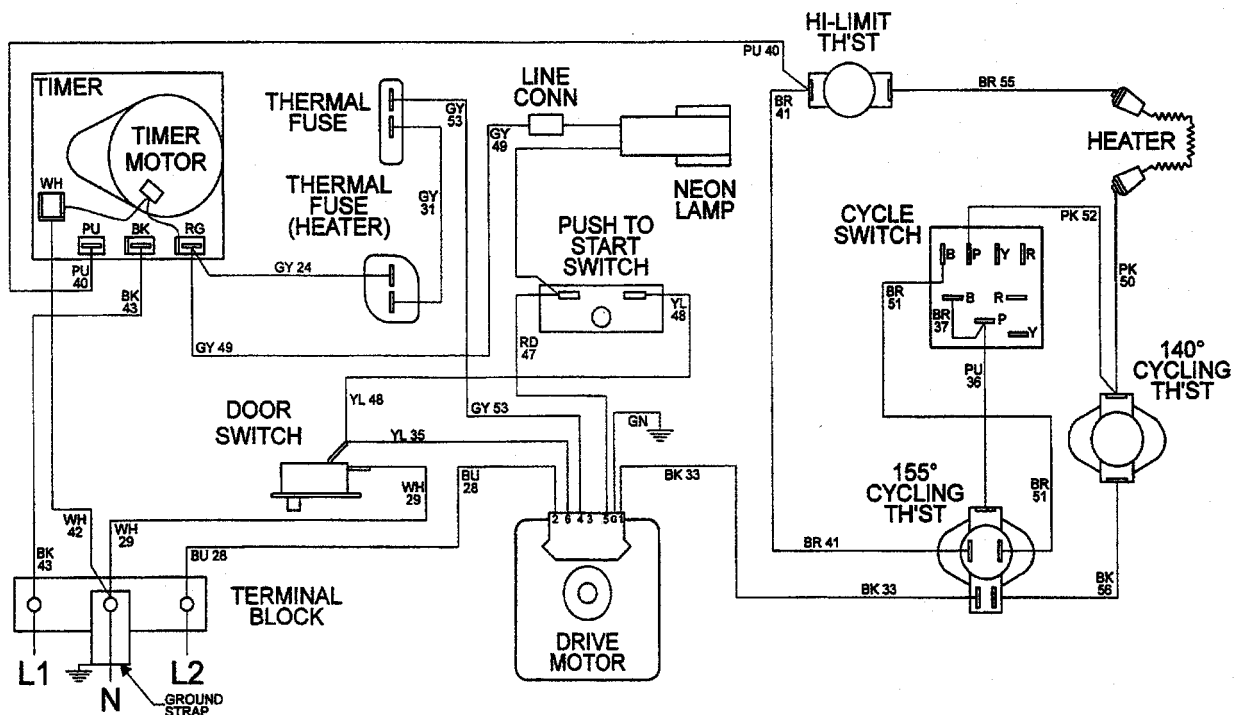 HI-LIMIT
TH'ST
PU 40
BR 55
BR
41
TIMER
TIMER
MOTOR
WH
PU
BK
RG
PU
40
BK
43
THERMAL
FUSE
GY
53
GY
31
THERMAL
FUSE
(HEATER)
GY 24
LINE
CONN
GY
49
NEON
LAMP
HEATER
PUSH TO
START
SWITCH
YL
48
RD
47
GY 49
CYCLE
SWITCH
PK 52
PK
50
B P Y R
B R
P
Y
BR
51
BR
37
PU
36
140°
CYCLING
TH'ST
DOOR
SWITCH
YL 48
GY 53
YL 35
GN
WH
29
BU
28
BK 33
155°
CYCLING
TH'ST
BR
51
2 6 4 3 5 G 1
WH
42
WH
29
BK
43
BU 28
BR 41
BK 33
BK
56
TERMINAL
BLOCK
DRIVE
MOTOR
L1
N
L2
GROUND
STRAP